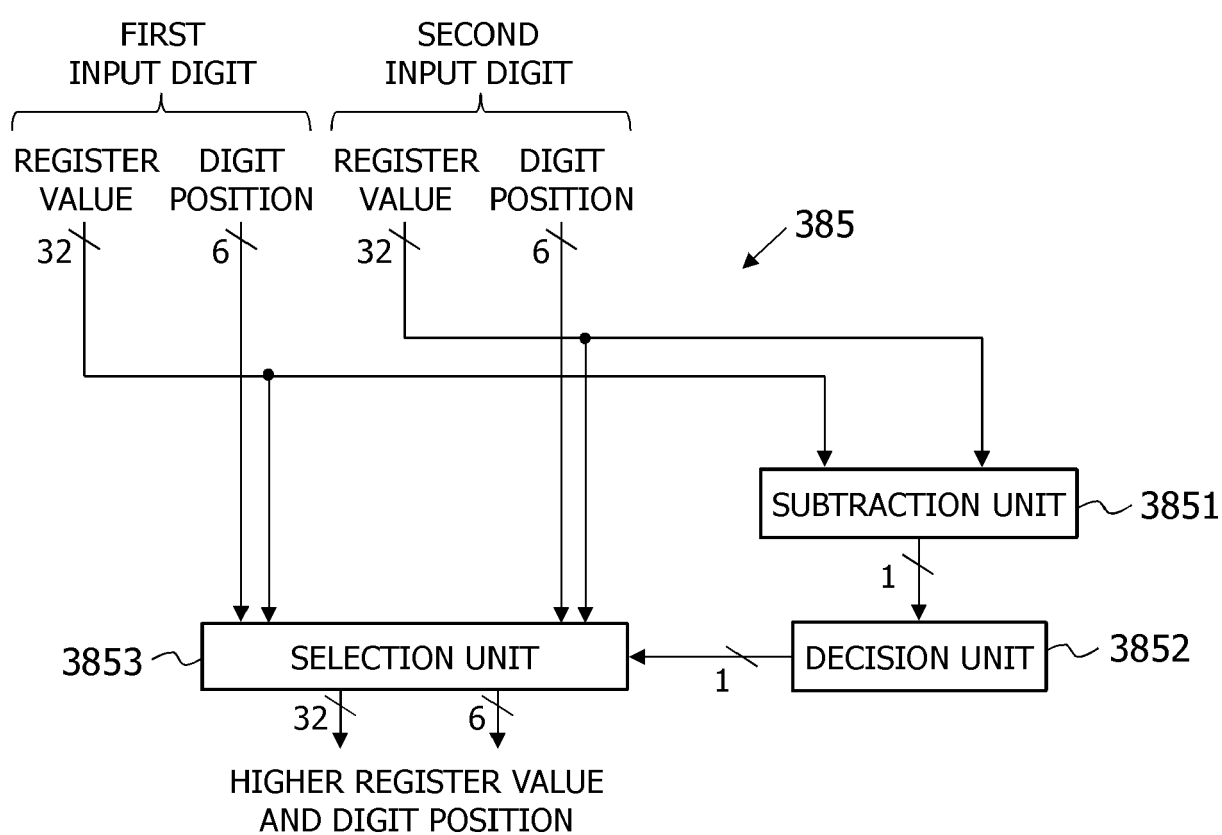 FIRST
INPUT DIGIT
SECOND
INPUT DIGIT
REGISTER
VALUE
DIGIT
POSITION
REGISTER
VALUE
DIGIT
POSITION
32
6
32
6
385
SUBTRACTION UNIT
3851
1
3853
SELECTION UNIT
1
DECISION UNIT
3852
32
6
HIGHER REGISTER VALUE
AND DIGIT POSITION